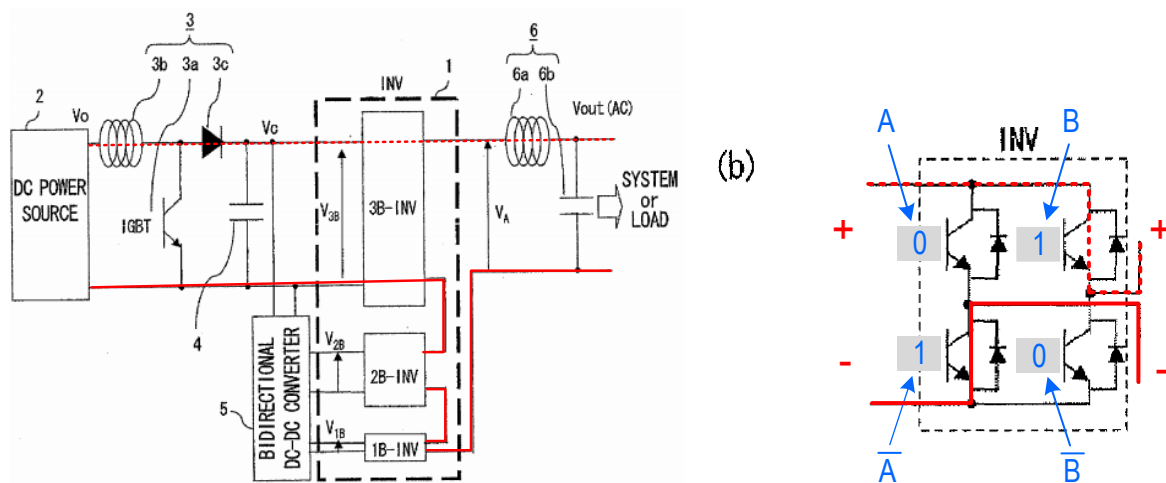 3
3b 3a 3c
2
Vo
Vc
DC POWER
SOURCE
IGBT
4
INV
1
V3B
3B-INV
6
6a 6b
Vout(AC)
VA
SYSTEM
or
LOAD
5
BIDIRECTIONAL
DC-DC CONVERTER
V2B
2B-INV
V1B
1B-INV
(b)
A B
INV
+ 0 1 +
- 1 0 -
A̅ B̅